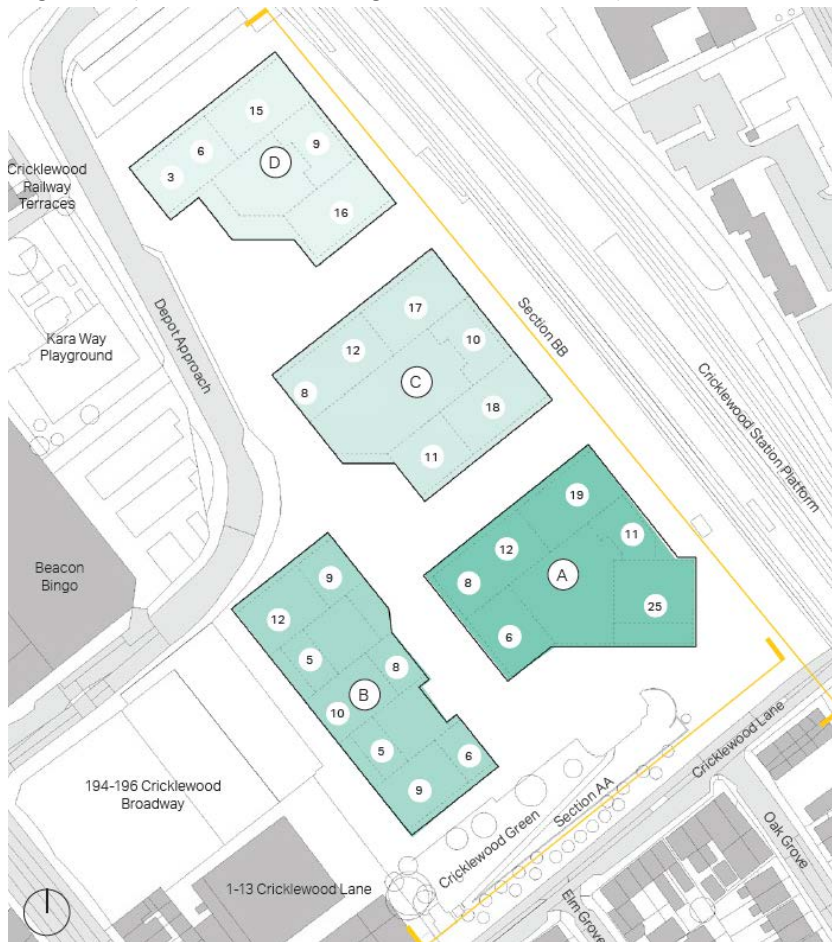 15
6
9
3
D
16
Cricklewood
Railway
Terraces
Section BB
17
12
10
Depot Approach
Kara Way
Playground
C
8
18
11
Cricklewood Station Platform
19
11
12
A
8
25
6
Beacon
Bingo
9
12
5
8
B
10
5
6
9
194-196 Cricklewood
Broadway
Cricklewood Lane
Section AA
Cricklewood Green
Oak Grove
Elm Grove
1-13 Cricklewood Lane